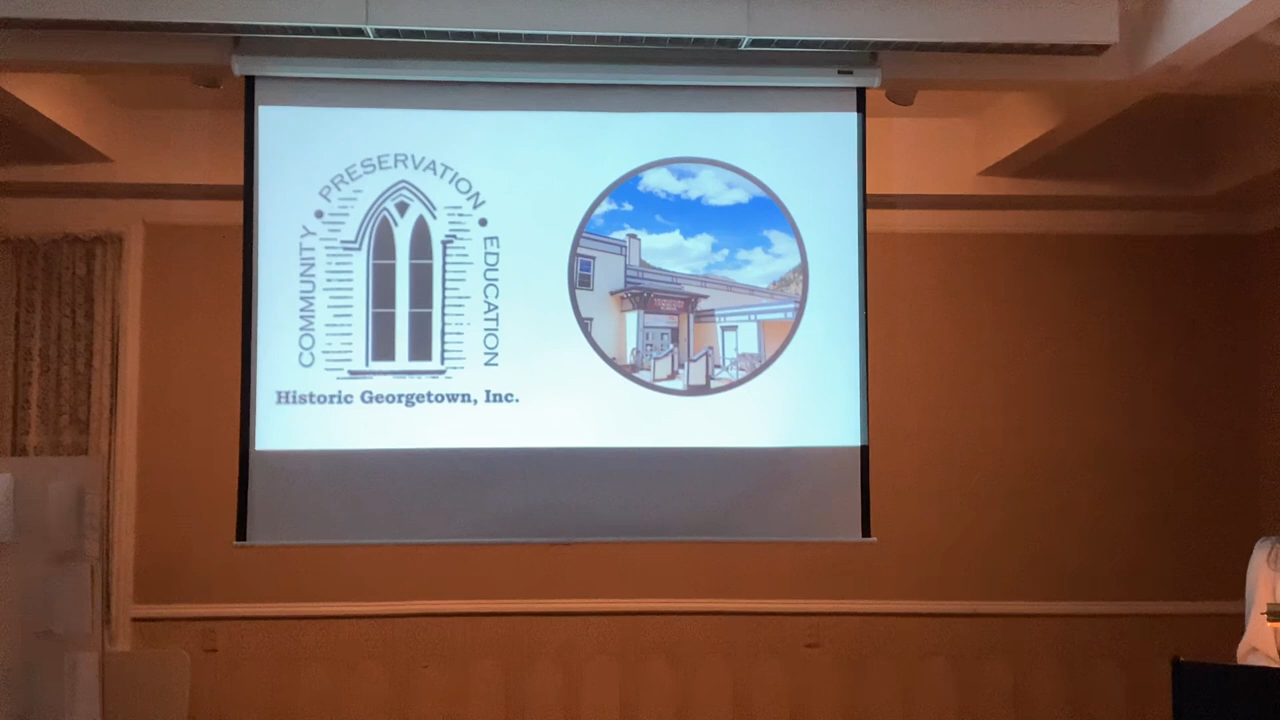 COMMUNITY • PRESERVATION • EDUCATION
Historic Georgetown, Inc.